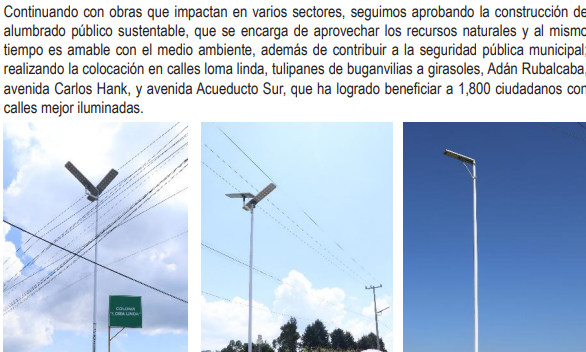 Continuando con obras que impactan en varios sectores, seguimos aprobando la construcción de
alumbrado público sustentable, que se encarga de aprovechar los recursos naturales y al mismo
tiempo es amable con el medio ambiente, además de contribuir a la seguridad pública municipal;
realizando la colocación en calles loma linda, tulipanes de buganvilias a girasoles, Adán Rubalcaba,
avenida Carlos Hank, y avenida Acueducto Sur, que ha logrado beneficiar a 1,800 ciudadanos con
calles mejor iluminadas.
COLONIA
"LOMA LINDA"